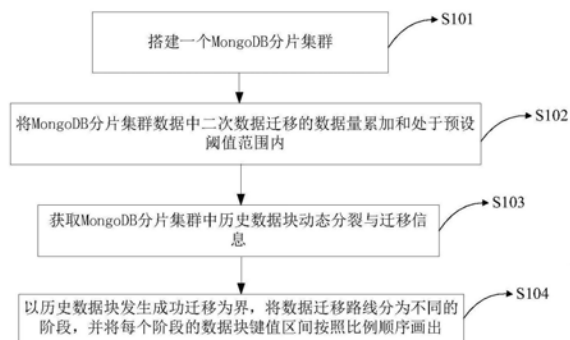 搭建一个MongoDB分片集群
S101
将MongoDB分片集群数据中二次数据迁移的数据量累加和处于预设
阈值范围内
S102
获取MongoDB分片集群中历史数据块动态分裂与迁移信
息
S103
以历史数据块发生成功迁移为界，将数据迁移路线分为不同的
阶段，并将每个阶段的数据块键值区间按照比例顺序画出
S104